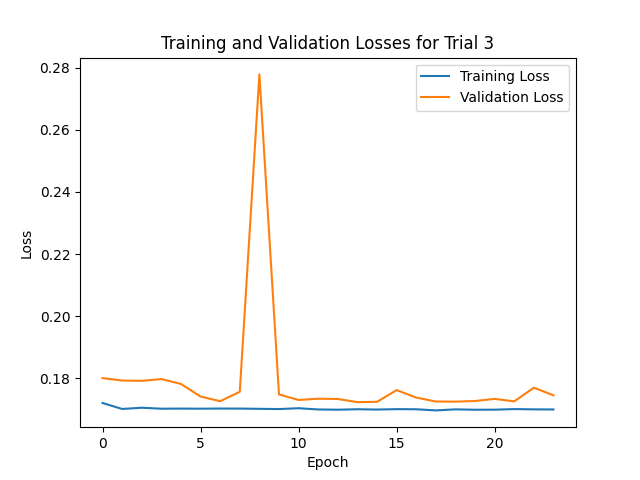 Training and Validation Losses for Trial 3
Training Loss
Validation Loss
0.28
0.26
0.24
0.22
0.20
0.18
Loss
0
5
10
15
20
Epoch